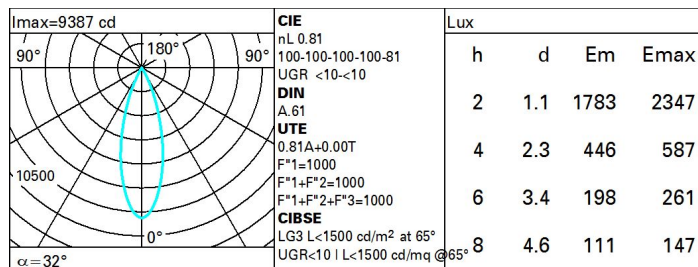 Imax=9387 cd
90°
180°
90°
10500
0°
α=32°
CIE
nL 0.81
100-100-100-100-81
UGR <10-<10
DIN
A.61
UTE
0.81A+0.00T
F"1=1000
F"1+F"2=1000
F"1+F"2+F"3=1000
CIBSE
LG3 L<1500 cd/m² at 65°
UGR<10 | L<1500 cd/mq @65°
Lux
h d Em Emax
2 1.1 1783 2347
4 2.3 446 587
6 3.4 198 261
8 4.6 111 147